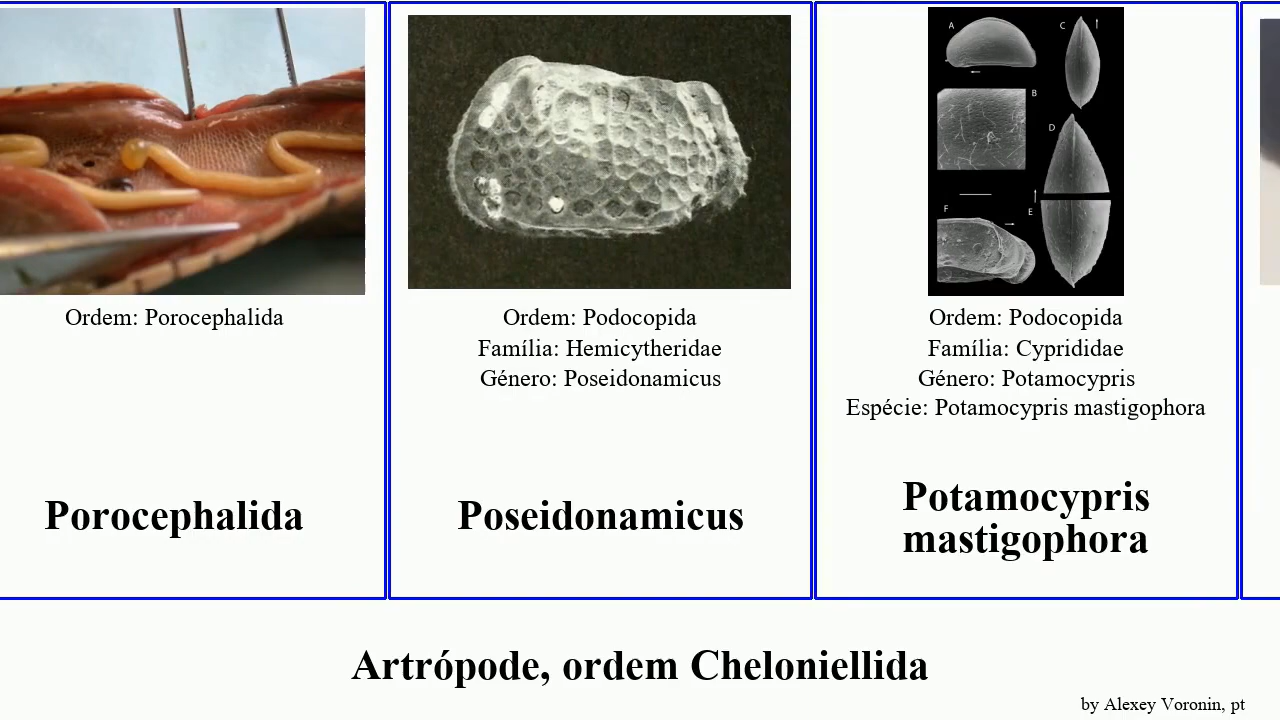 Ordem: Porocephalida
Porocephalida
Ordem: Podocopida
Família: Hemicytheridae
Género: Poseidonamicus
Poseidonamicus
A
B
C
D
E
F
Ordem: Podocopida
Família: Cyprididae
Género: Potamocypris
Espécie: Potamocypris mastigophora
Potamocypris
mastigophora
Artrópode, ordem Cheloniellida
by Alexey Voronin, pt